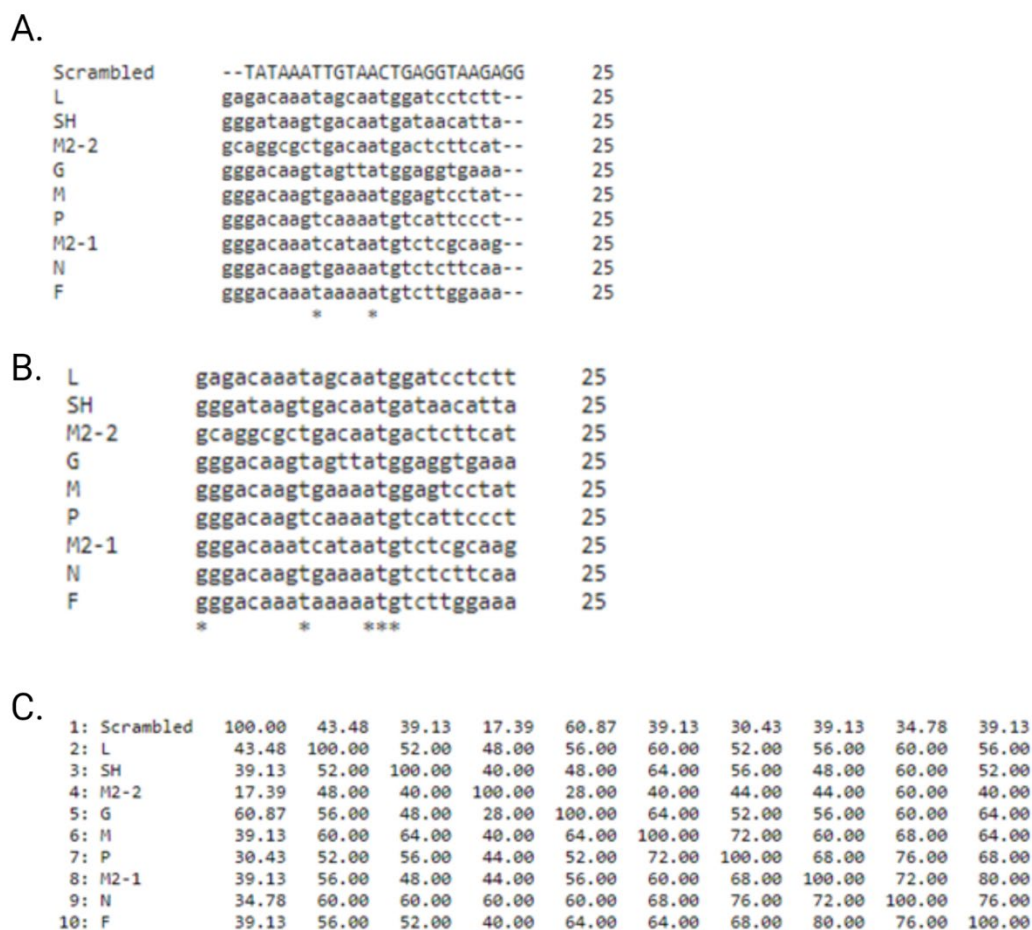 A.
Scrambled --TATAAATTGTAACTGAGGTAAGAGG 25
L gagacaaatagcaatggatcctctt-- 25
SH gggataagtgacaatgataacatta-- 25
M2-2 gcaggcgctgacaatgactcttcat-- 25
G gggacaagtagttatggaggtgaaa-- 25
M gggacaagtgaaaatggagtcctat-- 25
P gggacaagtcaaaatgtcattccct-- 25
M2-1 gggacaaatcataatgtctcgcaag-- 25
N gggacaagtgaaaatgtctcttcaa-- 25
F gggacaaataaaaatgtcttggaaa-- 25
* *
B.
L gagacaaatagcaatggatcctctt 25
SH gggataagtgacaatgataacatta 25
M2-2 gcaggcgctgacaatgactcttcat 25
G gggacaagtagttatggaggtgaaa 25
M gggacaagtgaaaatggagtcctat 25
P gggacaagtcaaaatgtcattccct 25
M2-1 gggacaaatcataatgtctcgcaag 25
N gggacaagtgaaaatgtctcttcaa 25
F gggacaaataaaaatgtcttggaaa 25
* * ***
C.
1: Scrambled 100.00 43.48 39.13 17.39 60.87 39.13 30.43 39.13 34.78 39.13
2: L 43.48 100.00 52.00 48.00 56.00 60.00 52.00 56.00 60.00 56.00
3: SH 39.13 52.00 100.00 40.00 48.00 64.00 56.00 48.00 60.00 52.00
4: M2-2 17.39 48.00 40.00 100.00 28.00 40.00 44.00 44.00 60.00 40.00
5: G 60.87 56.00 48.00 28.00 100.00 64.00 52.00 56.00 60.00 64.00
6: M 39.13 60.00 64.00 40.00 64.00 100.00 72.00 60.00 68.00 64.00
7: P 30.43 52.00 56.00 44.00 52.00 72.00 100.00 68.00 76.00 68.00
8: M2-1 39.13 56.00 48.00 44.00 56.00 60.00 68.00 100.00 72.00 80.00
9: N 34.78 60.00 60.00 60.00 60.00 68.00 76.00 72.00 100.00 76.00
10: F 39.13 56.00 52.00 40.00 64.00 64.00 68.00 80.00 76.00 100.00